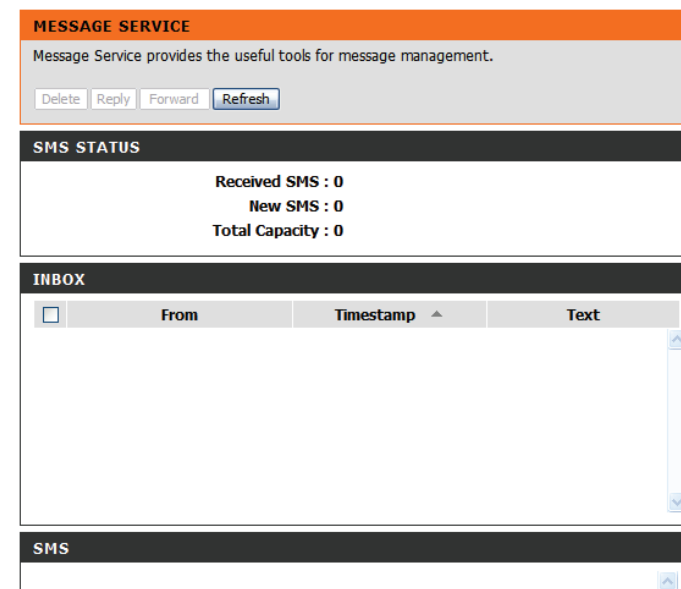 MESSAGE SERVICE
Message Service provides the useful tools for message management.
Delete Reply Forward Refresh
SMS STATUS
Received SMS : 0
New SMS : 0
Total Capacity : 0
INBOX
From Timestamp Text
SMS